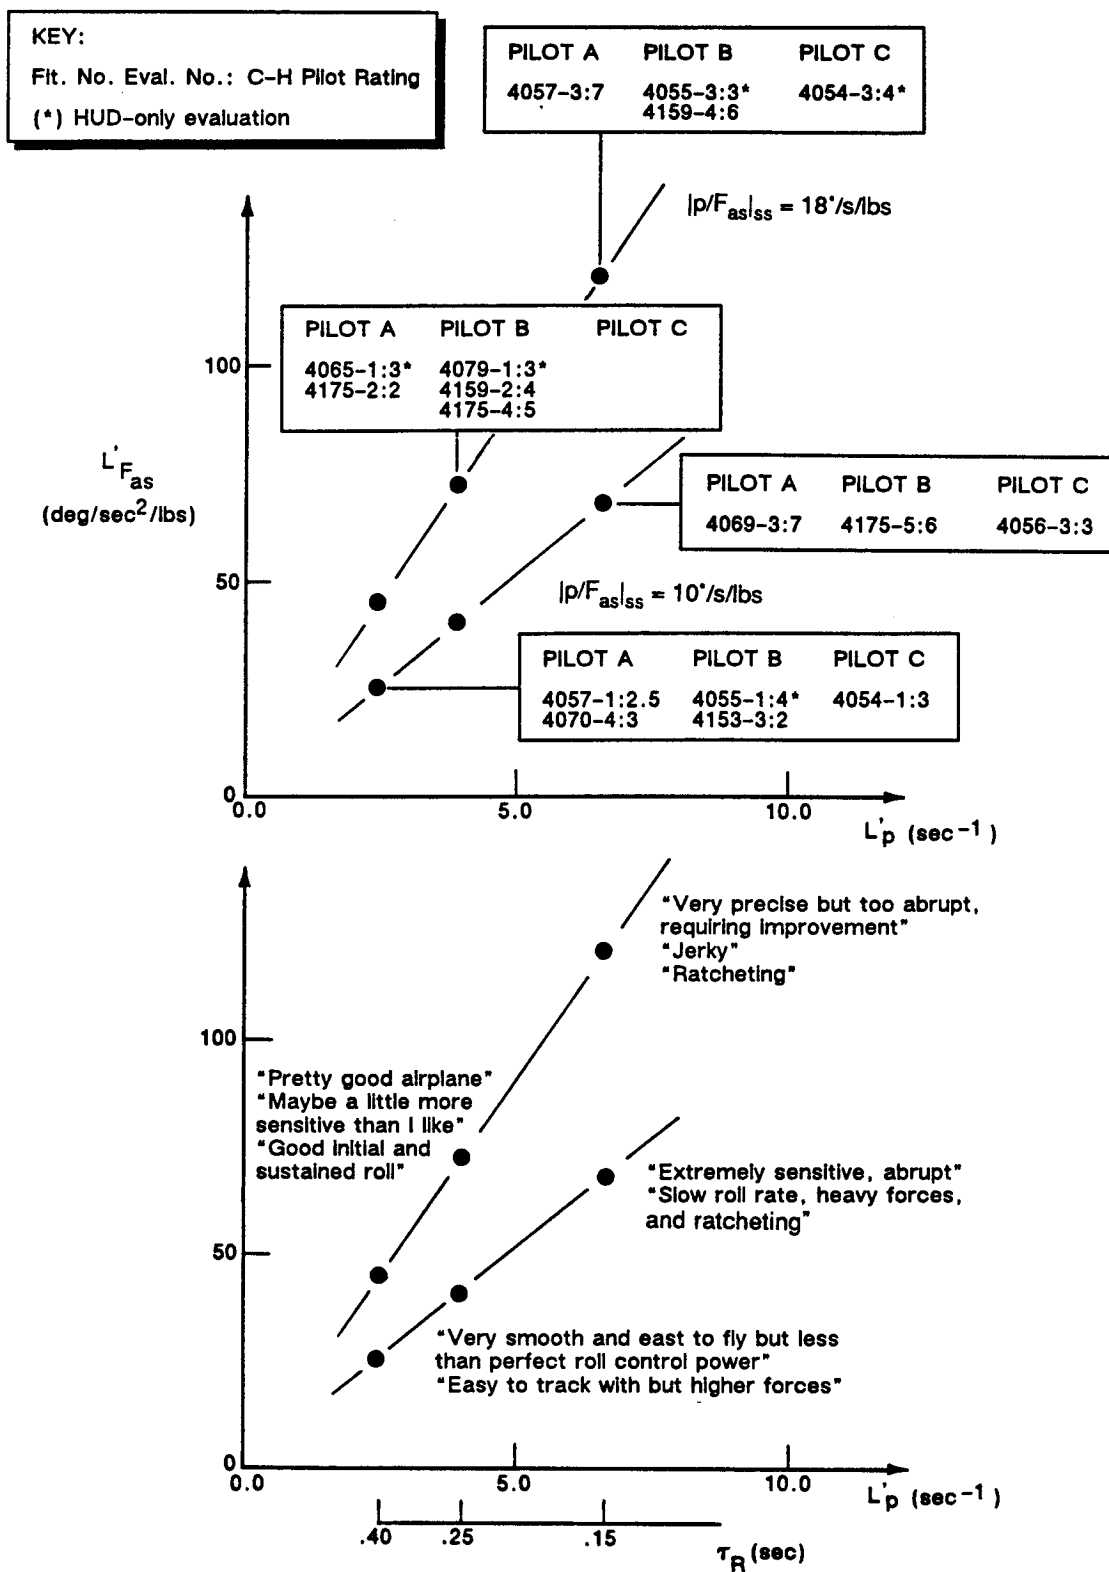 KEY:
Flt. No. Eval. No.: C-H Pilot Rating
(*) HUD-only evaluation
PILOT A PILOT B PILOT C
4057-3:7 4055-3:3* 4054-3:4*
4159-4:6
|p/Fas|ss = 18°/s/lbs
PILOT A PILOT B PILOT C
4065-1:3* 4079-1:3*
4175-2:2 4159-2:4
4175-4:5
100
L'Fas
(deg/sec²/lbs)
PILOT A PILOT B PILOT C
4069-3:7 4175-5:6 4056-3:3
50
|p/Fas|ss = 10°/s/lbs
PILOT A PILOT B PILOT C
4057-1:2.5 4055-1:4* 4054-1:3
4070-4:3 4153-3:2
0
0.0 5.0 10.0
L'p (sec⁻¹)
"Very precise but too abrupt,
requiring improvement"
"Jerky"
"Ratcheting"
100
"Pretty good airplane"
"Maybe a little more
sensitive than I like"
"Good initial and
sustained roll"
"Extremely sensitive, abrupt"
"Slow roll rate, heavy forces,
and ratcheting"
50
"Very smooth and east to fly but less
than perfect roll control power"
"Easy to track with but higher forces"
0
0.0 5.0 10.0
L'p (sec⁻¹)
.40 .25 .15
τR (sec)